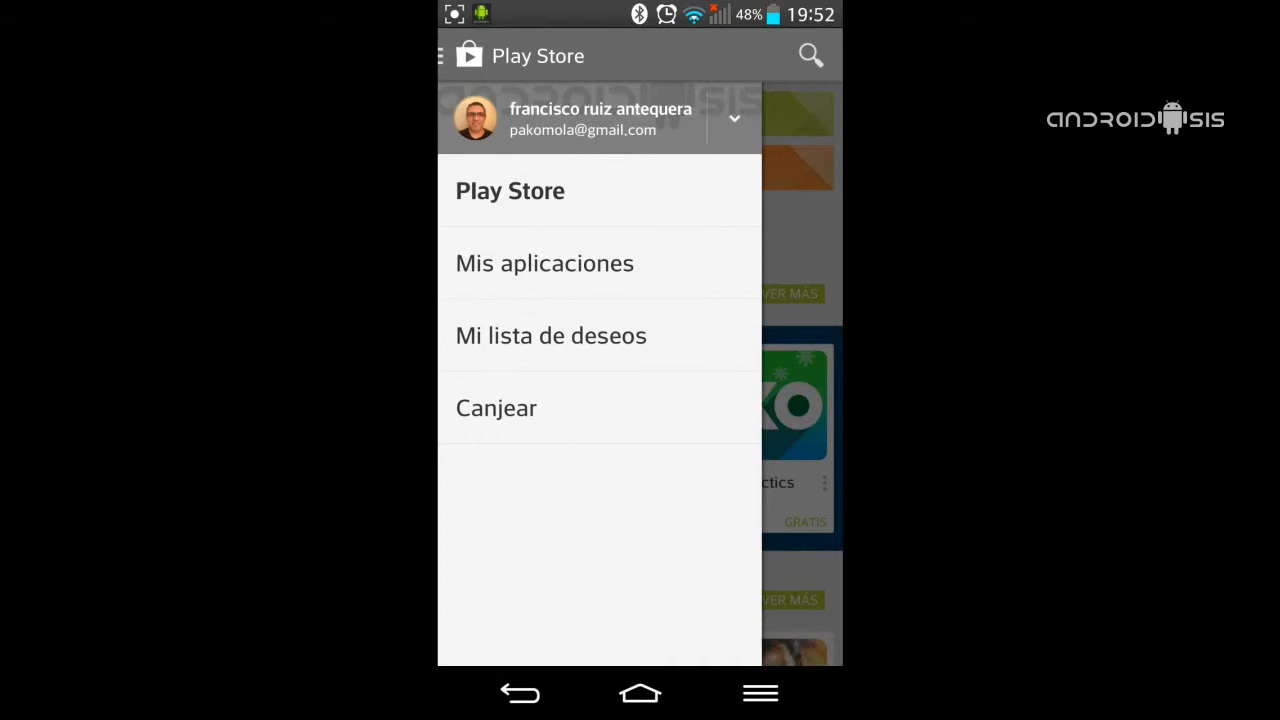 48% 19:52
Play Store
francisco ruiz antequera
pakomola@gmail.com
ANDROIDSIS
Play Store
Mis aplicaciones
VER MÁS
Mi lista de deseos
Canjear
ctics
GRATIS
VER MÁS